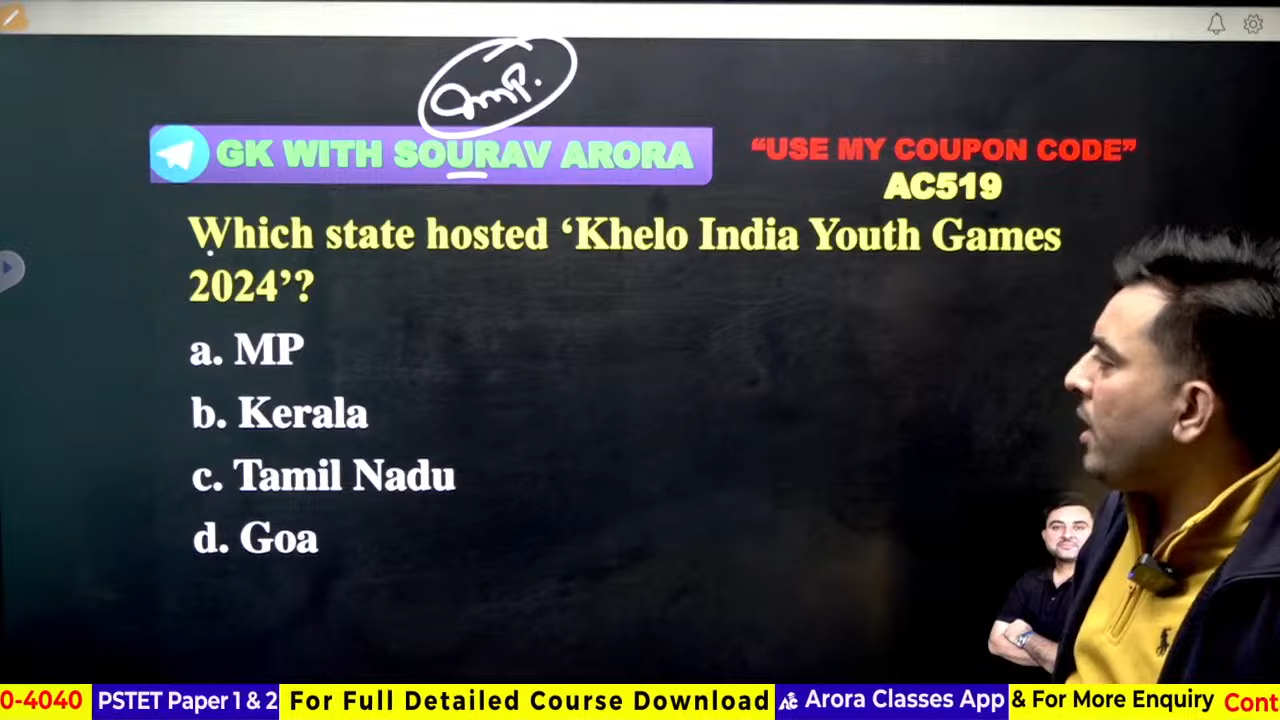 Imp.
GK WITH SOURAV ARORA
“USE MY COUPON CODE”
AC519
Which state hosted ‘Khelo India Youth Games
2024’?
a. MP
b. Kerala
c. Tamil Nadu
d. Goa
0-4040 PSTET Paper 1 & 2 For Full Detailed Course Download AC Arora Classes App & For More Enquiry Cont